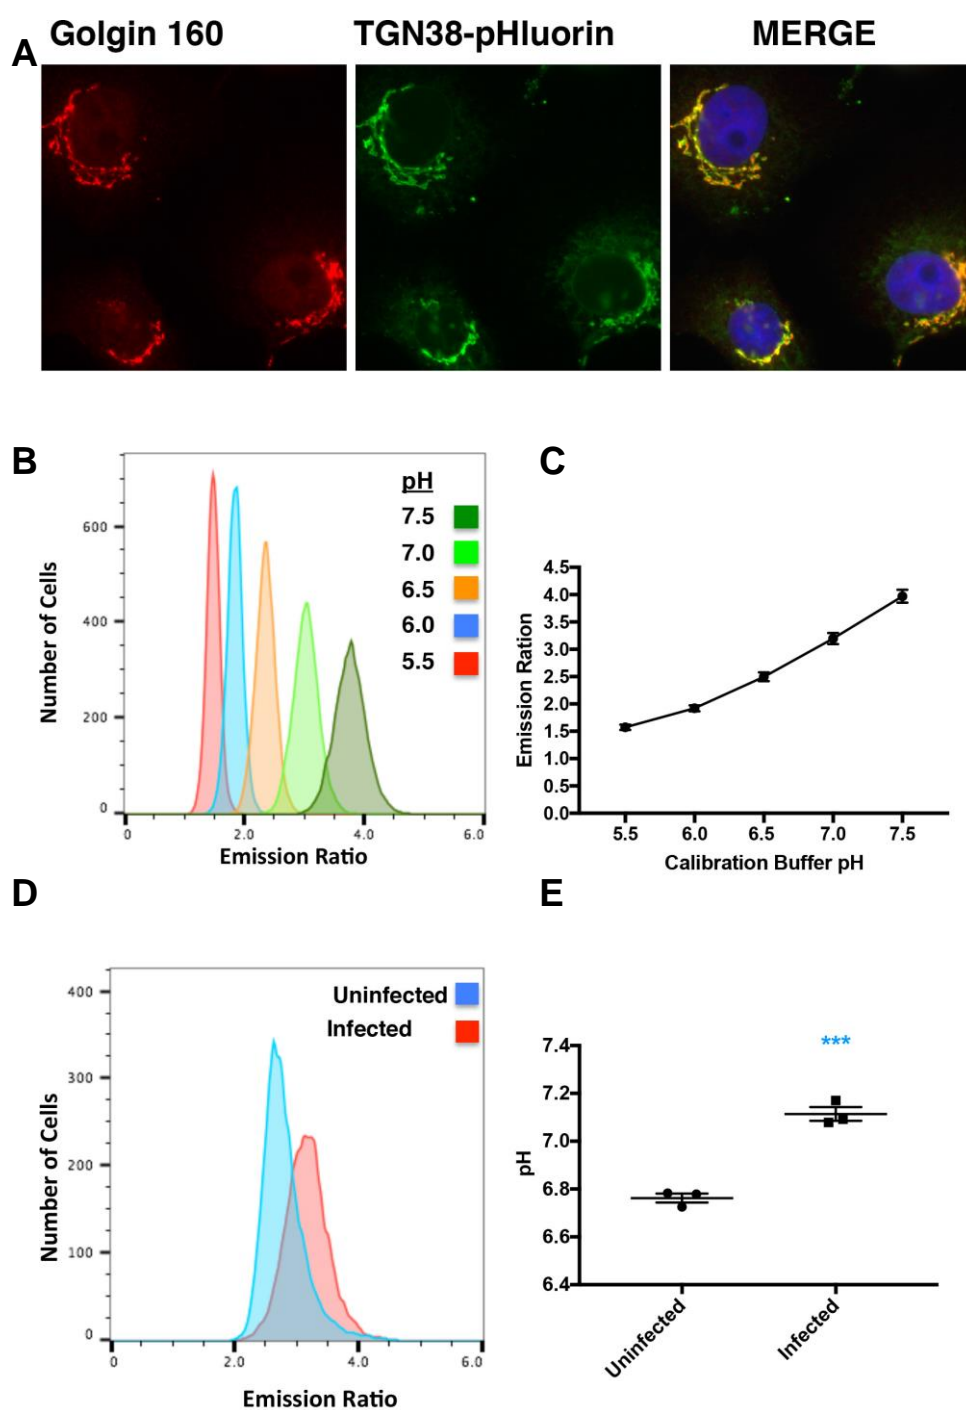 A
Golgin 160
TGN38-pHluorin
MERGE
B
pH
7.5
7.0
6.5
6.0
5.5
600
400
200
0
0
2.0
4.0
6.0
Number of Cells
Emission Ratio
C
4.5
4.0
3.5
3.0
2.5
2.0
1.5
1.0
0.5
0.0
5.5
6.0
6.5
7.0
7.5
Emission Ration
Calibration Buffer pH
D
Uninfected
Infected
400
300
200
100
0
0
2.0
4.0
6.0
Number of Cells
Emission Ratio
E
***
7.4
7.2
7.0
6.8
6.6
6.4
pH
Uninfected
Infected